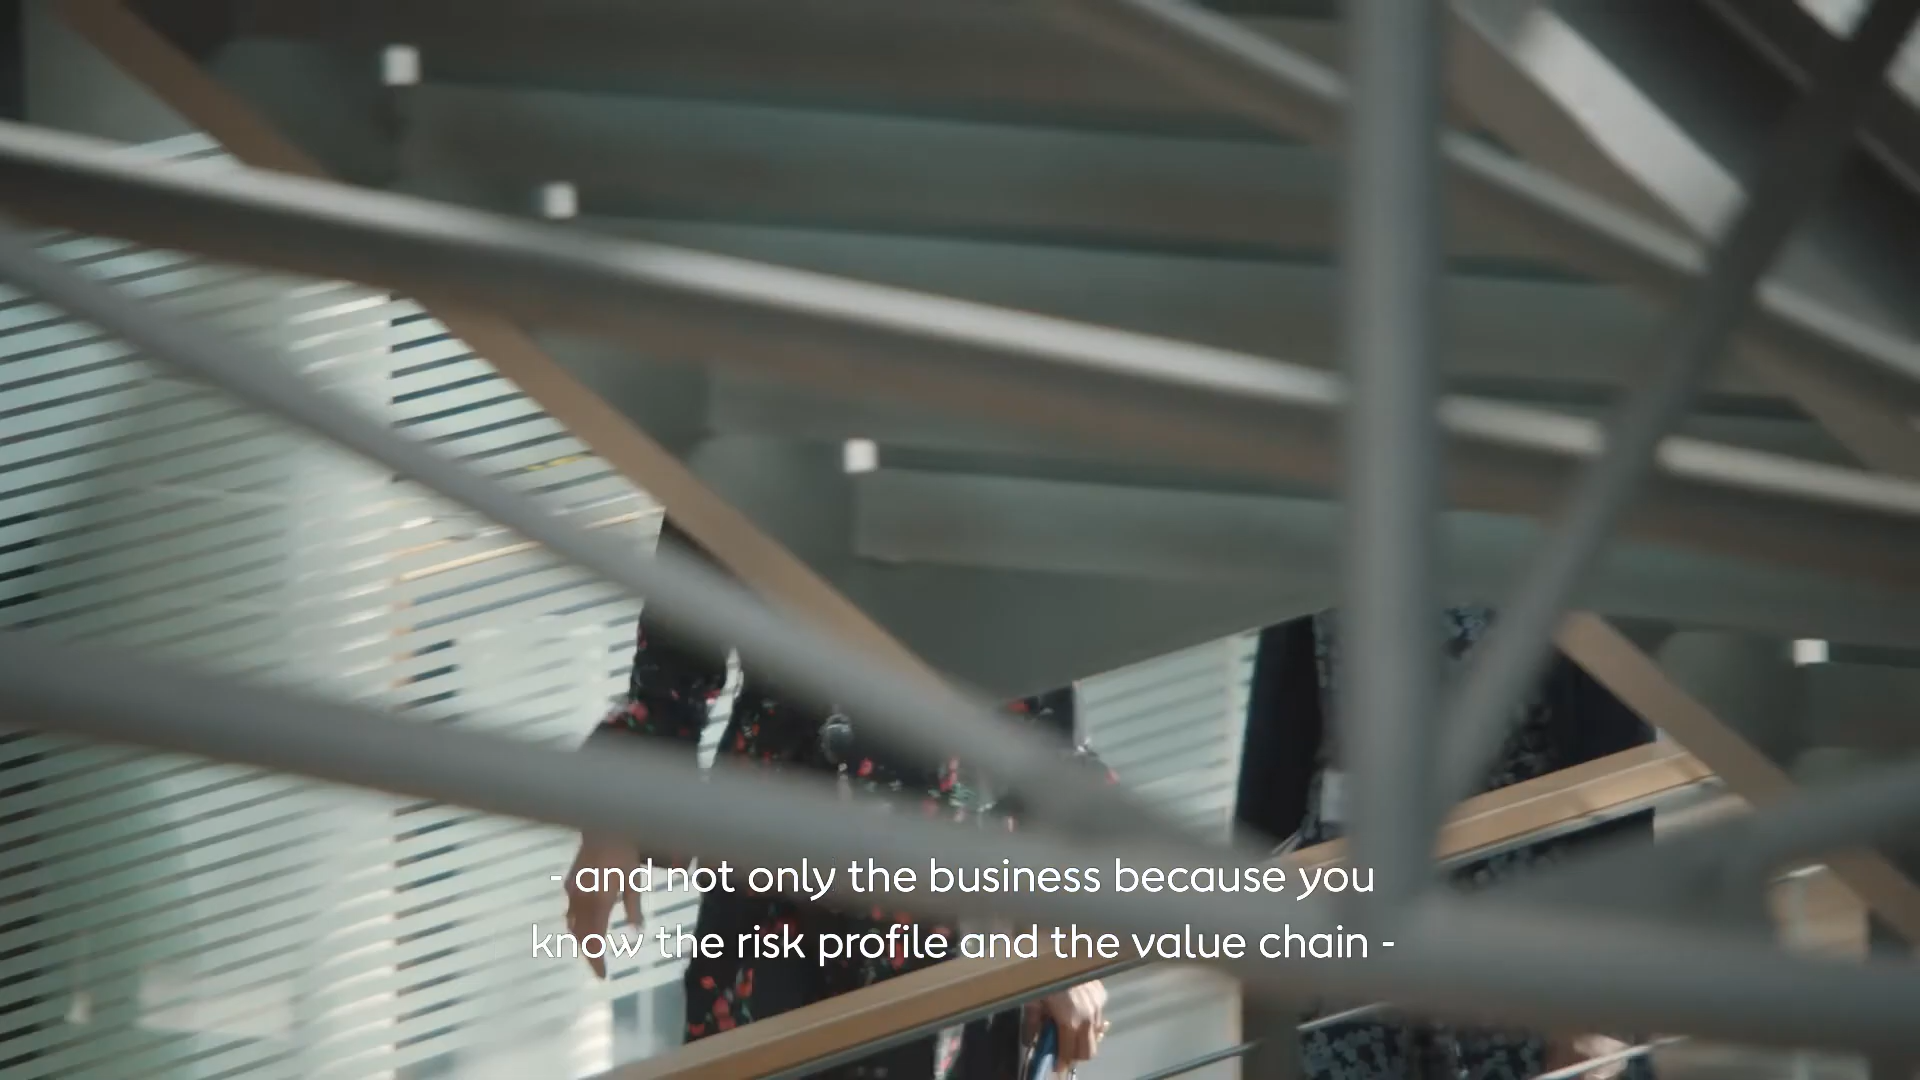 - and not only the business because you
know the risk profile and the value chain -